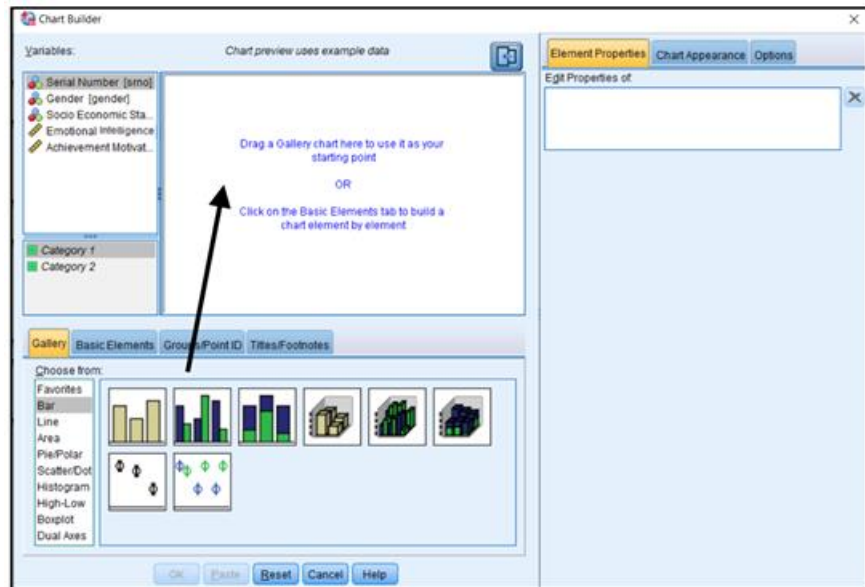 Chart Builder
Variables:
Chart preview uses example data
Serial Number [srno]
Gender [gender]
Socio Economic Sta...
Emotional Intelligence
Achievement Motivat...
Category 1
Category 2
Drag a Gallery chart here to use it as your
starting point
OR
Click on the Basic Elements tab to build a
chart element by element
Gallery Basic Elements Groups/Point ID Titles/Footnotes
Choose from:
Favorites
Bar
Line
Area
Pie/Polar
Scatter/Dot
Histogram
High-Low
Boxplot
Dual Axes
OK Paste Reset Cancel Help
Element Properties Chart Appearance Options
Edit Properties of: